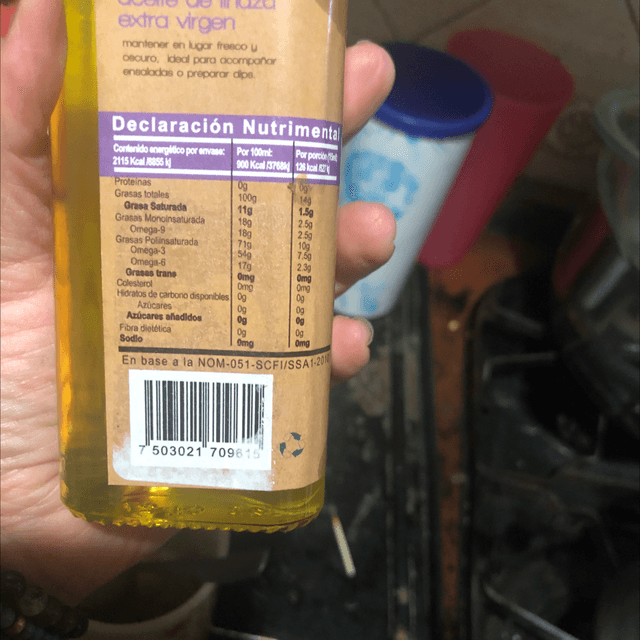 aceite de linaza
extra virgen
mantener en lugar fresco y
oscuro, ideal para acompañar
ensaladas o preparar dips.
Declaración Nutrimental
Contenido energético por envase: Por 100ml: Por porción
2115 Kcal /8855 kj 900 Kcal /3768kj 126 kcal
Proteínas 0g 0g
Grasas totales 100g 14g
Grasa Saturada 11g 1.5g
Grasas Monoinsaturada 18g 2.5g
Omega-9 18g 2.5g
Grasas Poliinsaturada 71g 10g
Omega-3 54g 7.5g
Omega-6 17g 2.3g
Grasas trans 0mg 0mg
Colesterol 0mg 0mg
Hidratos de carbono disponibles 0g 0g
Azúcares 0g 0g
Azúcares añadidos 0g 0g
Fibra dietética 0g 0g
Sodio 0mg 0mg
En base a la NOM-051-SCFI/SSA1-2010
7 503021 709615